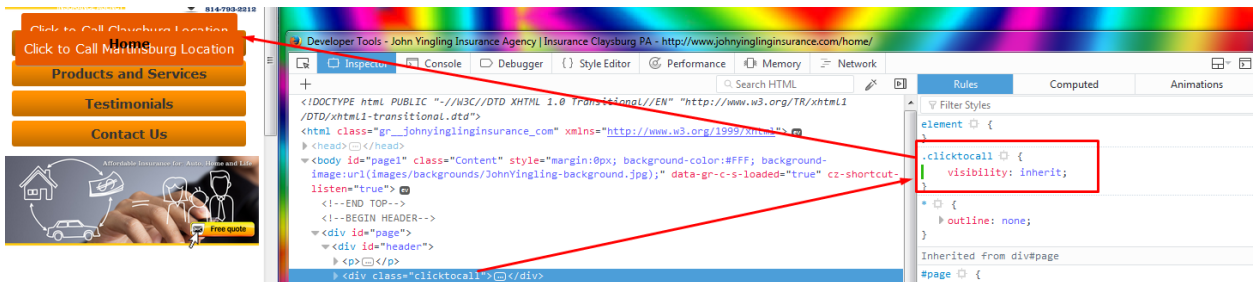 814-793-2212
Click to Call Claysburg Location
Click to Call Martinsburg Location
Home
Products and Services
Testimonials
Contact Us
Affordable Insurance for Auto, Home and Life
Free quote
Developer Tools - John Yingling Insurance Agency | Insurance Claysburg PA - http://www.johnyinglinginsurance.com/home/
Inspector Console Debugger {} Style Editor Performance Memory Network
+ Search HTML
<!DOCTYPE html PUBLIC "-//W3C//DTD XHTML 1.0 Transitional//EN" "http://www.w3.org/TR/xhtml1
/DTD/xhtml1-transitional.dtd">
<html class="gr__johnyinglinginsurance_com" xmlns="http://www.w3.org/1999/xhtml"> ev
<head></head>
<body id="page1" class="Content" style="margin:0px; background-color:#FFF; background-
image:url(images/backgrounds/JohnYingling-background.jpg);" data-gr-c-s-loaded="true" cz-shortcut-
listen="true"> ev
<!--END TOP-->
<!--BEGIN HEADER-->
<div id="page">
<div id="header">
<p></p>
<div class="clicktocall"></div>
Rules Computed Animations
Filter Styles
element {
}
.clicktocall {
visibility: inherit;
}
* {
outline: none;
}
Inherited from div#page
#page {